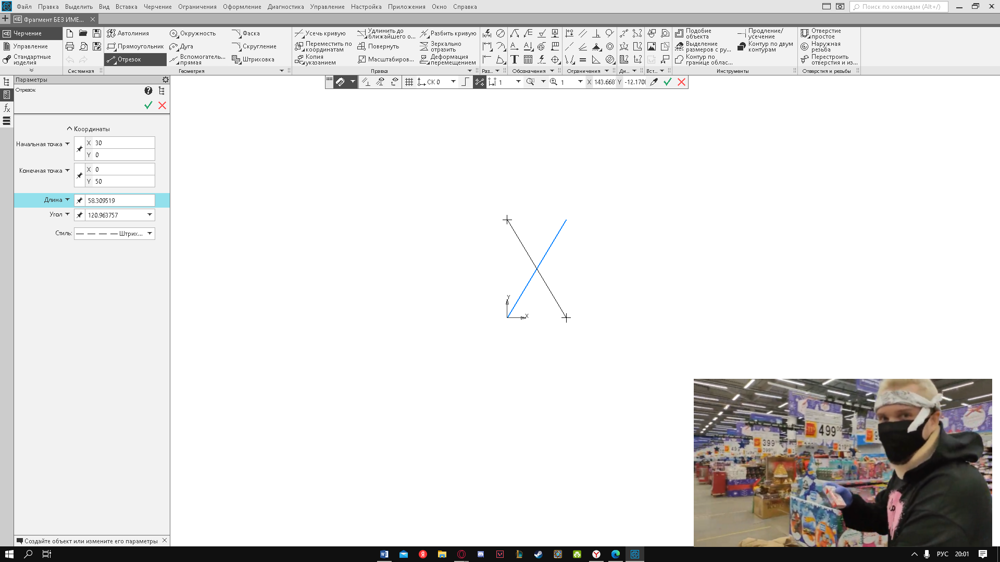 Файл Правка Выделить Вид Вставка Черчение Ограничения Оформление Диагностика Управление Настройка Приложения Окно Справка
Поиск по командам (Alt+/)
Фрагмент БЕЗ ИМЕ...
Черчение
Управление
Стандартные
изделия
Системная
Автолиния
Прямоугольник
Отрезок
Окружность
Дуга
Вспомогатель...
прямая
Фаска
Скругление
Штриховка
Геометрия
Усечь кривую
Переместить по
координатам
Копия
указанием
Удлинить до
ближайшего о...
Повернуть
Масштабиров...
Разбить кривую
Зеркально
отразить
Деформация
перемещением
Правка
Раз...
Обозначения
Ограничения
Ди...
Вст...
Подобие
объекта
Выделение
размеров с ру...
Контур по
границе облас...
Продление/
усечение
Контур по двум
контурам
Инструменты
Отверстие
простое
Наружная
резьба
Перестроить
отверстия и из...
Отверстия и резьбы
СК 0
1
1
X 143.668
Y -12.170
Параметры
Отрезок
Координаты
Начальная точка
X 30
Y 0
Конечная точка
X 0
Y 50
Длина 58.309519
Угол 120.963757
Стиль: Штрих...
Y
X
499
399
499
219
Создайте объект или измените его параметры
РУС 20:01